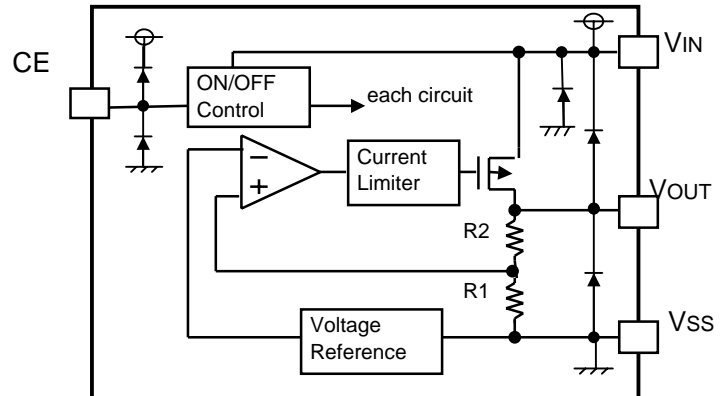 VIN
CE
ON/OFF
Control
each circuit
−
+
Current
Limiter
VOUT
R2
R1
Voltage
Reference
VSS